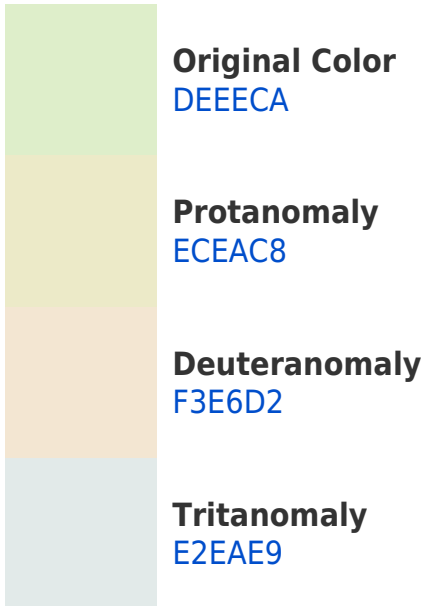 Original Color
DEEECA
Protanomaly
ECEAC8
Deuteranomaly
F3E6D2
Tritanomaly
E2EAE9